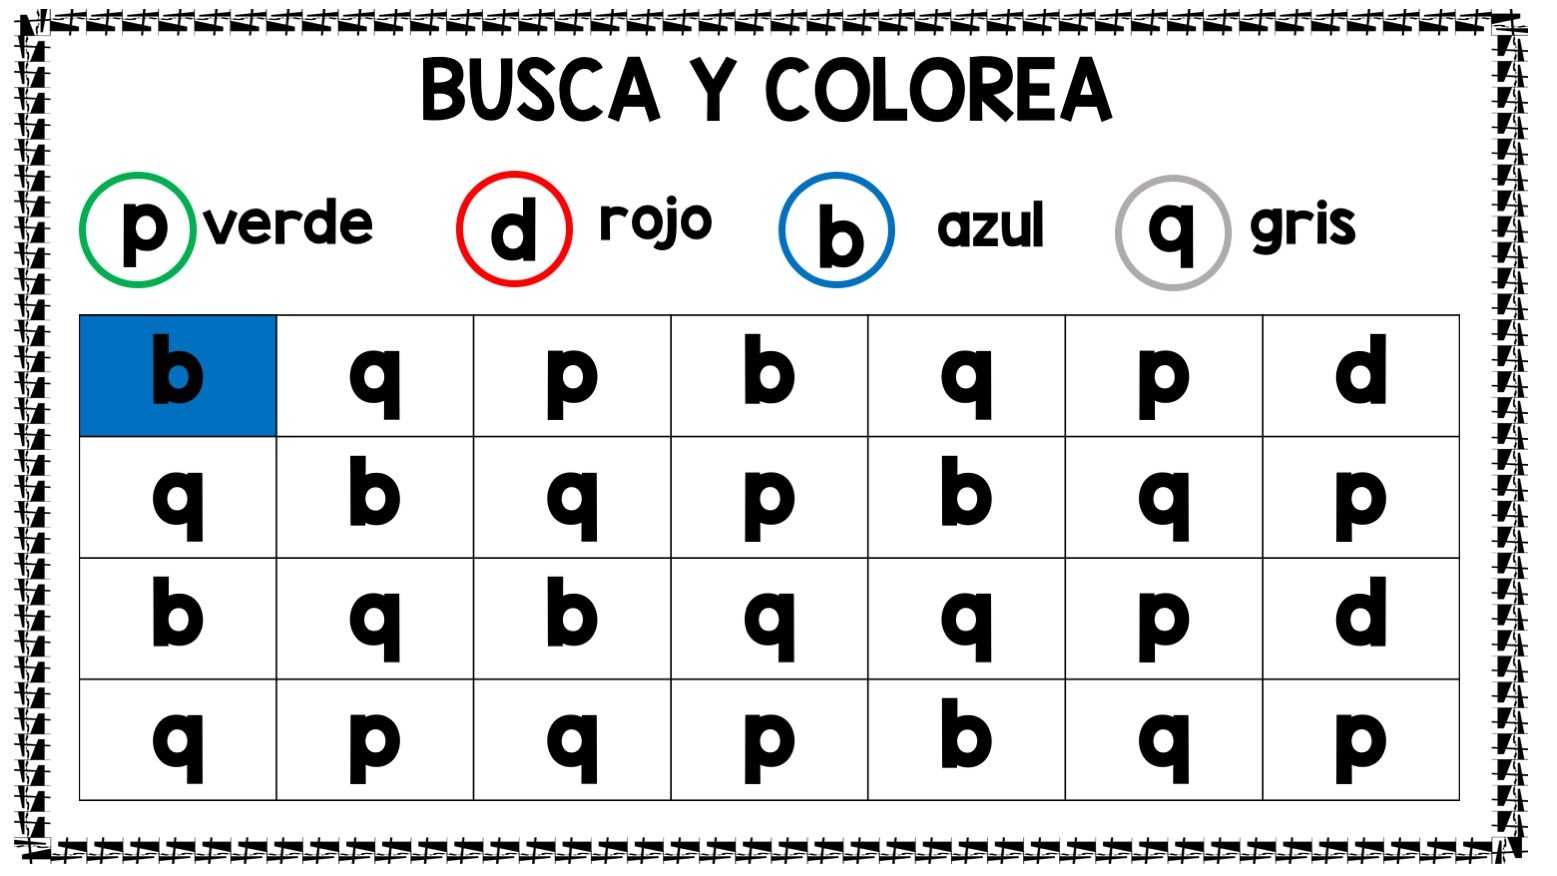 BUSCA Y COLOREA
p verde d rojo b azul q gris
b q p b q p d
q b q p b q p
b q b q q p d
q p q p b q p